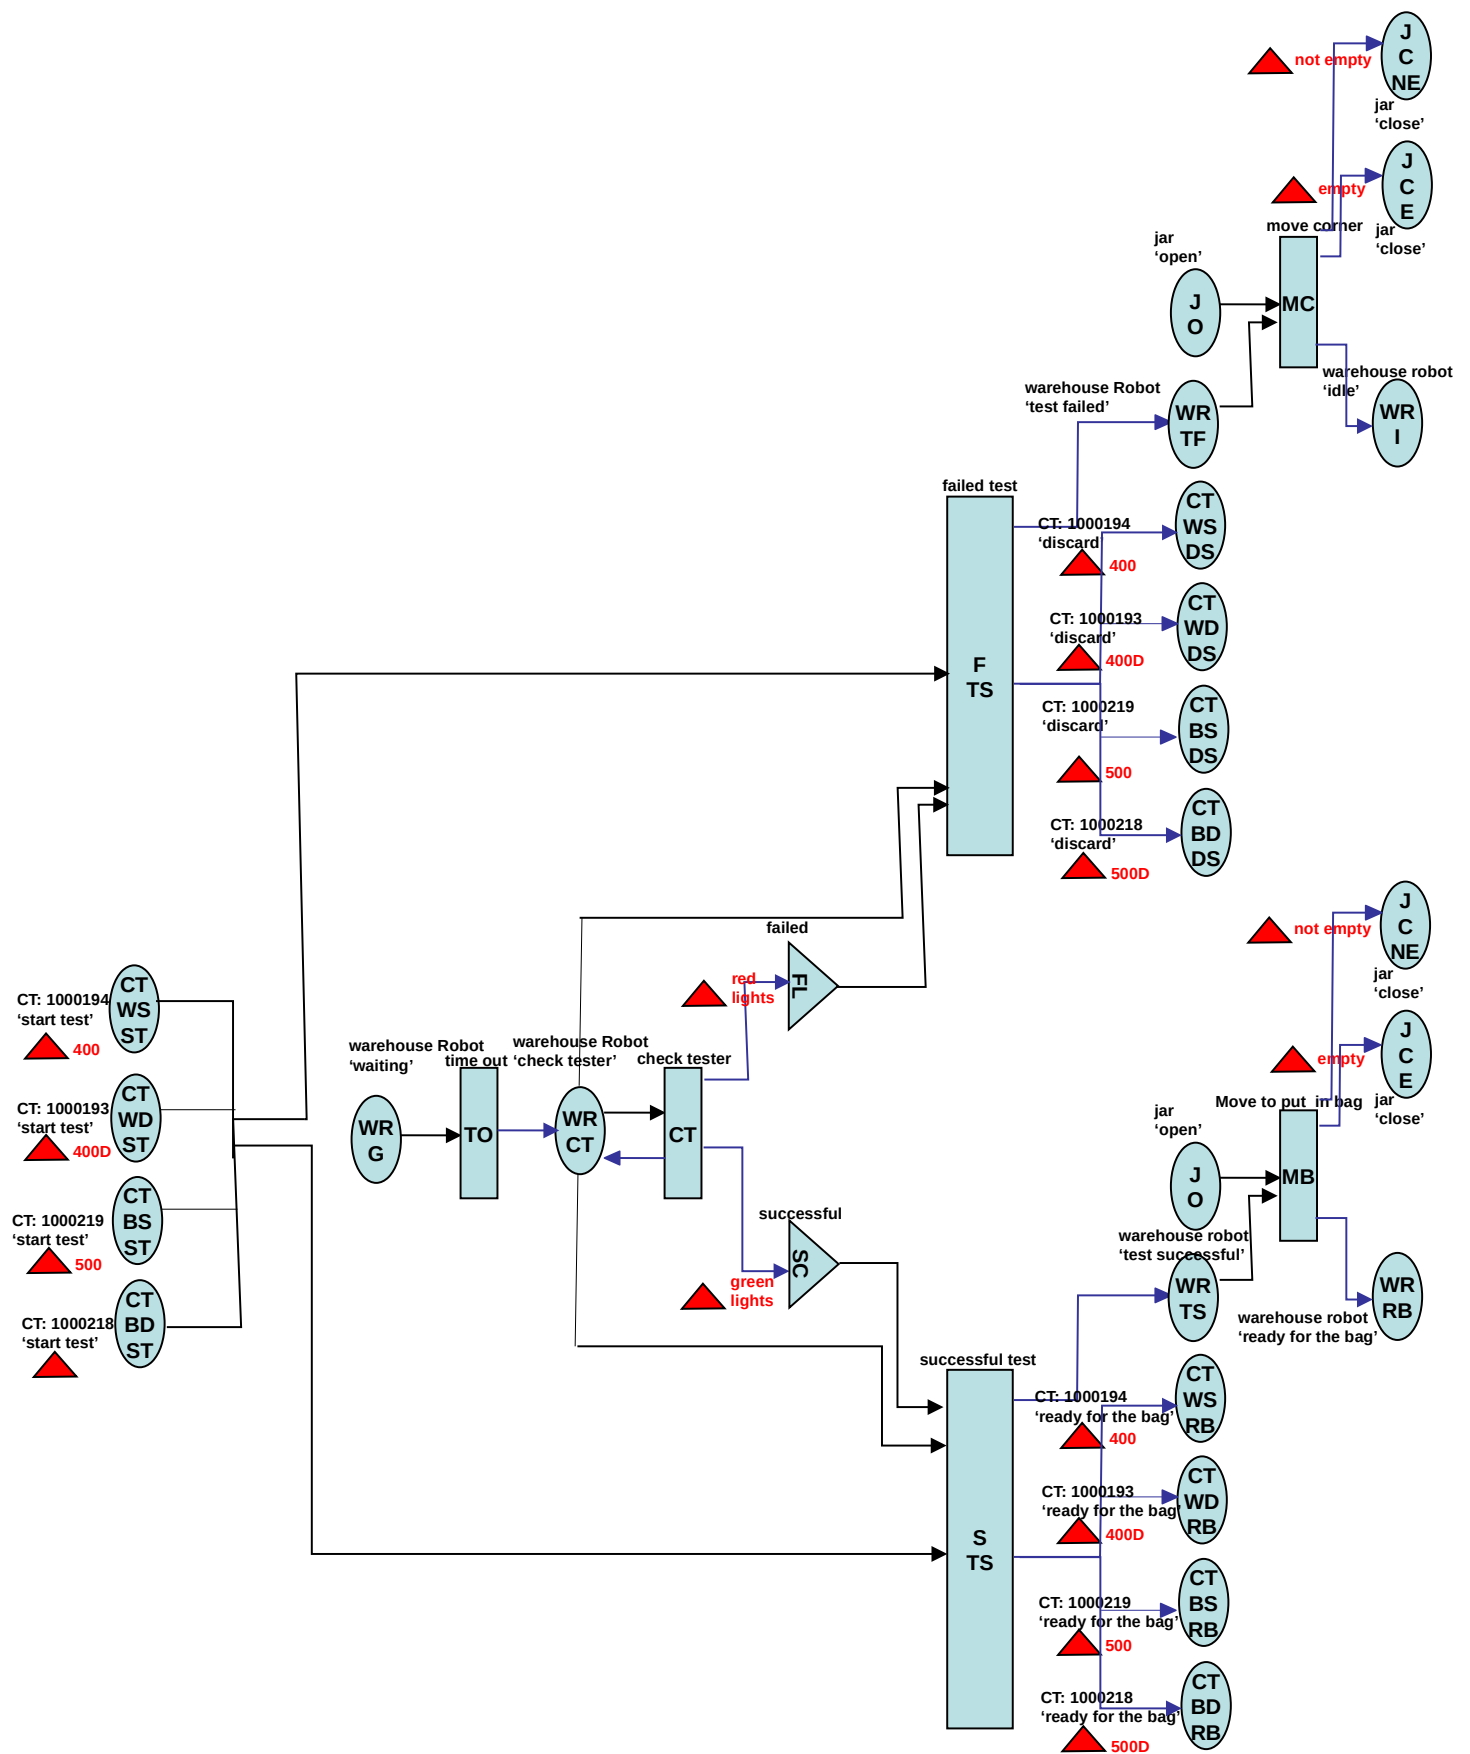 J
C
NE
not empty
jar
‘close’
J
C
E
empty
jar
‘close’
move corner
jar
‘open’
J
O
MC
warehouse robot
‘idle’
WR
I
warehouse Robot
‘test failed’
WR
TF
failed test
F
TS
CT: 1000194
‘discard’
400
CT
WS
DS
CT: 1000193
‘discard’
400D
CT
WD
DS
CT: 1000219
‘discard’
500
CT
BS
DS
CT: 1000218
‘discard’
500D
CT
BD
DS
failed
FL
red
lights
CT: 1000194
‘start test’
400
CT
WS
ST
CT: 1000193
‘start test’
400D
CT
WD
ST
CT: 1000219
‘start test’
500
CT
BS
ST
CT: 1000218
‘start test’
CT
BD
ST
warehouse Robot
‘waiting’
WR
G
time out
TO
warehouse Robot
‘check tester’
WR
CT
check tester
CT
successful
SC
green
lights
not empty
J
C
NE
jar
‘close’
empty
J
C
E
jar
‘close’
Move to put  in bag
jar
‘open’
J
O
MB
warehouse robot
‘test successful’
WR
TS
WR
RB
warehouse robot
‘ready for the bag’
successful test
S
TS
CT: 1000194
‘ready for the bag’
400
CT
WS
RB
CT: 1000193
‘ready for the bag’
400D
CT
WD
RB
CT: 1000219
‘ready for the bag’
500
CT
BS
RB
CT: 1000218
‘ready for the bag’
500D
CT
BD
RB